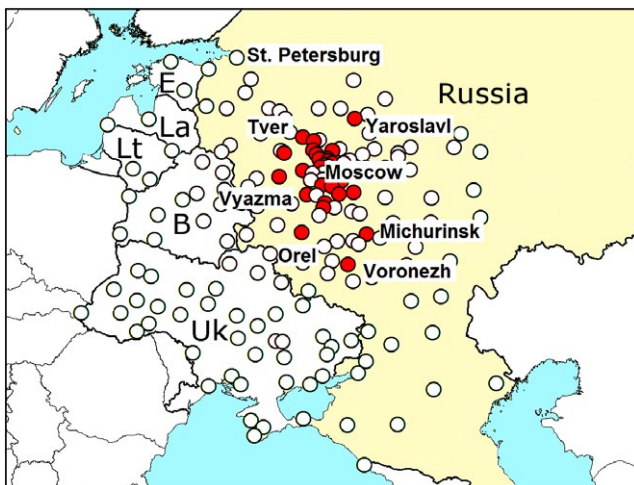 St. Petersburg
E
Russia
La
Tver
Yaroslavl
Lt
Moscow
Vyazma
B
Michurinsk
Orel
Voronezh
Uk